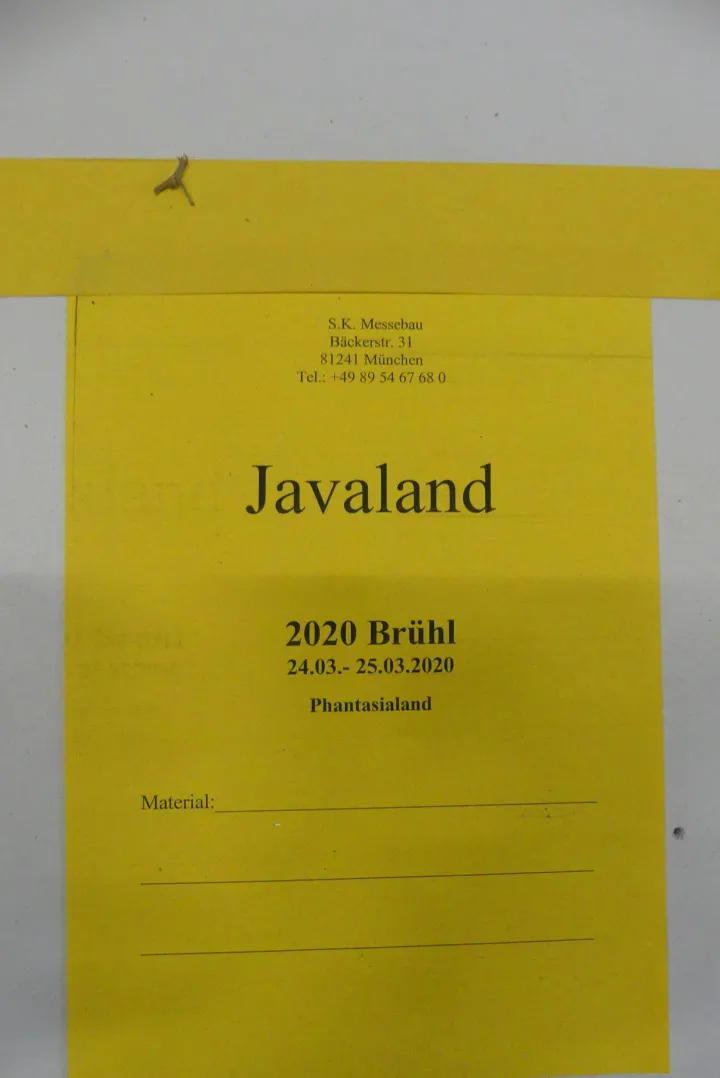 S.K. Messebau
Bäckerstr. 31
81241 München
Tel.: +49 89 54 67 68 0
Javaland
2020 Brühl
24.03.- 25.03.2020
Phantasialand
Material: